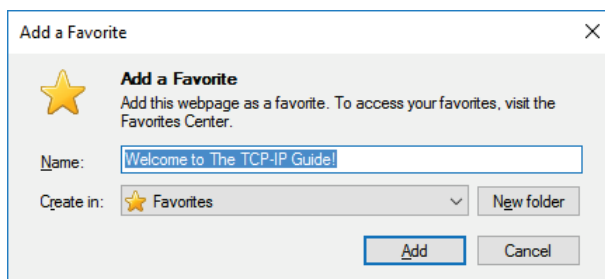 Add a Favorite
Add a Favorite
Add this webpage as a favorite. To access your favorites, visit the
Favorites Center.
Name: Welcome to The TCP-IP Guide!
Create in: Favorites New folder
Add Cancel